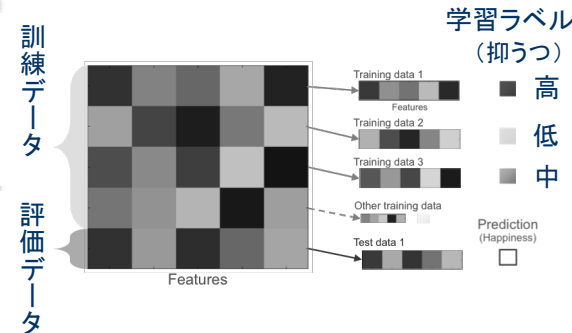 訓練データ
評価データ
Features
Training data 1
Features
Training data 2
Training data 3
Other training data
Test data 1
学習ラベル
(抑うつ)
高
低
中
Prediction
(Happiness)